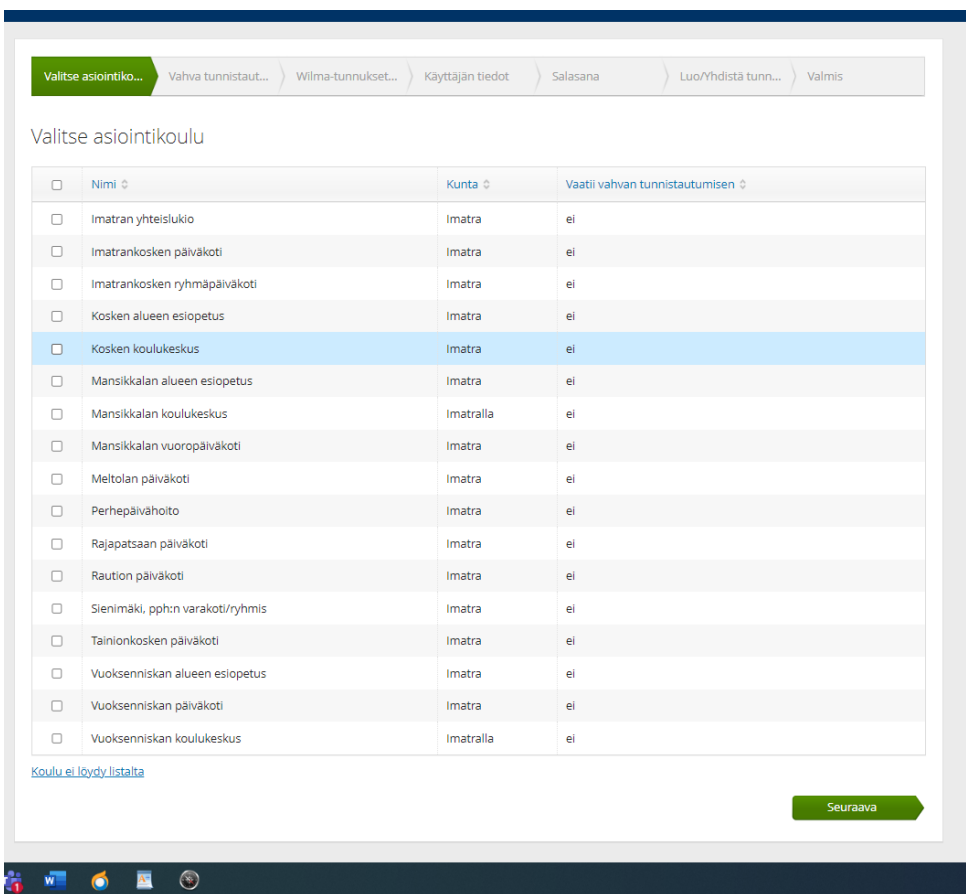 Valitse asiointiko... Vahva tunnistaut... Wilma-tunnukset... Käyttäjän tiedot Salasana Luo/Yhdistä tunn... Valmis
Valitse asiointikoulu
Nimi Kunta Vaatii vahvan tunnistautumisen
Imatran yhteislukio Imatra ei
Imatrankosken päiväkoti Imatra ei
Imatrankosken ryhmäpäiväkoti Imatra ei
Kosken alueen esiopetus Imatra ei
Kosken koulukeskus Imatra ei
Mansikkalan alueen esiopetus Imatra ei
Mansikkalan koulukeskus Imatralla ei
Mansikkalan vuoropäiväkoti Imatra ei
Meltolan päiväkoti Imatra ei
Perhepäivähoito Imatra ei
Rajapatsaan päiväkoti Imatra ei
Raution päiväkoti Imatra ei
Sienimäki, pph:n varakoti/ryhmis Imatra ei
Tainionkosken päiväkoti Imatra ei
Vuoksenniskan alueen esiopetus Imatra ei
Vuoksenniskan päiväkoti Imatra ei
Vuoksenniskan koulukeskus Imatralla ei
Koulu ei löydy listalta
Seuraava
1 W A